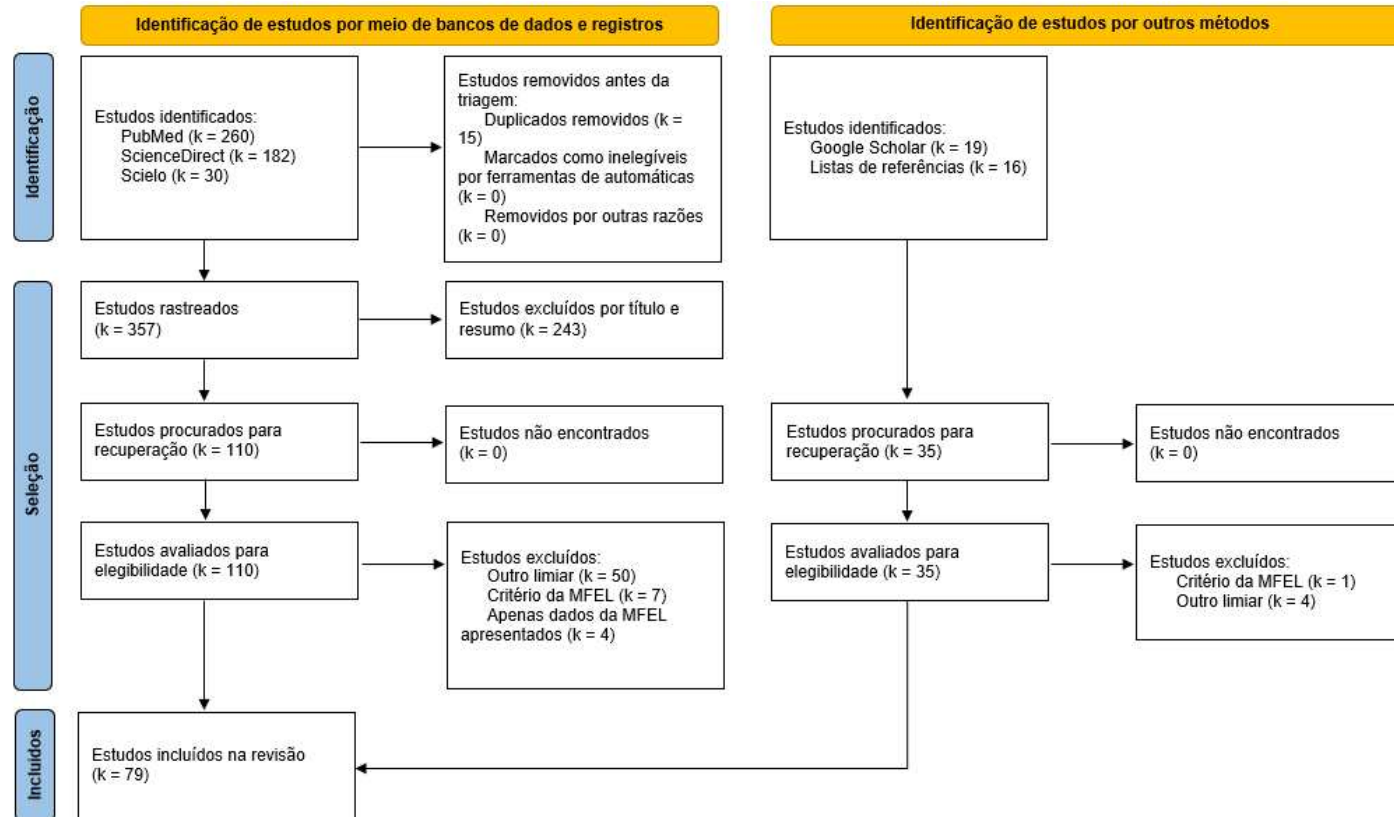 Identificação de estudos por meio de bancos de dados e registros
Identificação de estudos por outros métodos
Identificação
Estudos identificados:
PubMed (k = 260)
ScienceDirect (k = 182)
Scielo (k = 30)
Estudos removidos antes da
triagem:
Duplicados removidos (k =
15)
Marcados como inelegíveis
por ferramentas de automáticas
(k = 0)
Removidos por outras razões
(k = 0)
Estudos identificados:
Google Scholar (k = 19)
Listas de referências (k = 16)
Seleção
Estudos rastreados
(k = 357)
Estudos excluídos por título e
resumo (k = 243)
Estudos procurados para
recuperação (k = 110)
Estudos não encontrados
(k = 0)
Estudos procurados para
recuperação (k = 35)
Estudos não encontrados
(k = 0)
Estudos avaliados para
elegibilidade (k = 110)
Estudos excluídos:
Outro limiar (k = 50)
Critério da MFEL (k = 7)
Apenas dados da MFEL
apresentados (k = 4)
Estudos avaliados para
elegibilidade (k = 35)
Estudos excluídos:
Critério da MFEL (k = 1)
Outro limiar (k = 4)
Incluídos
Estudos incluídos na revisão
(k = 79)